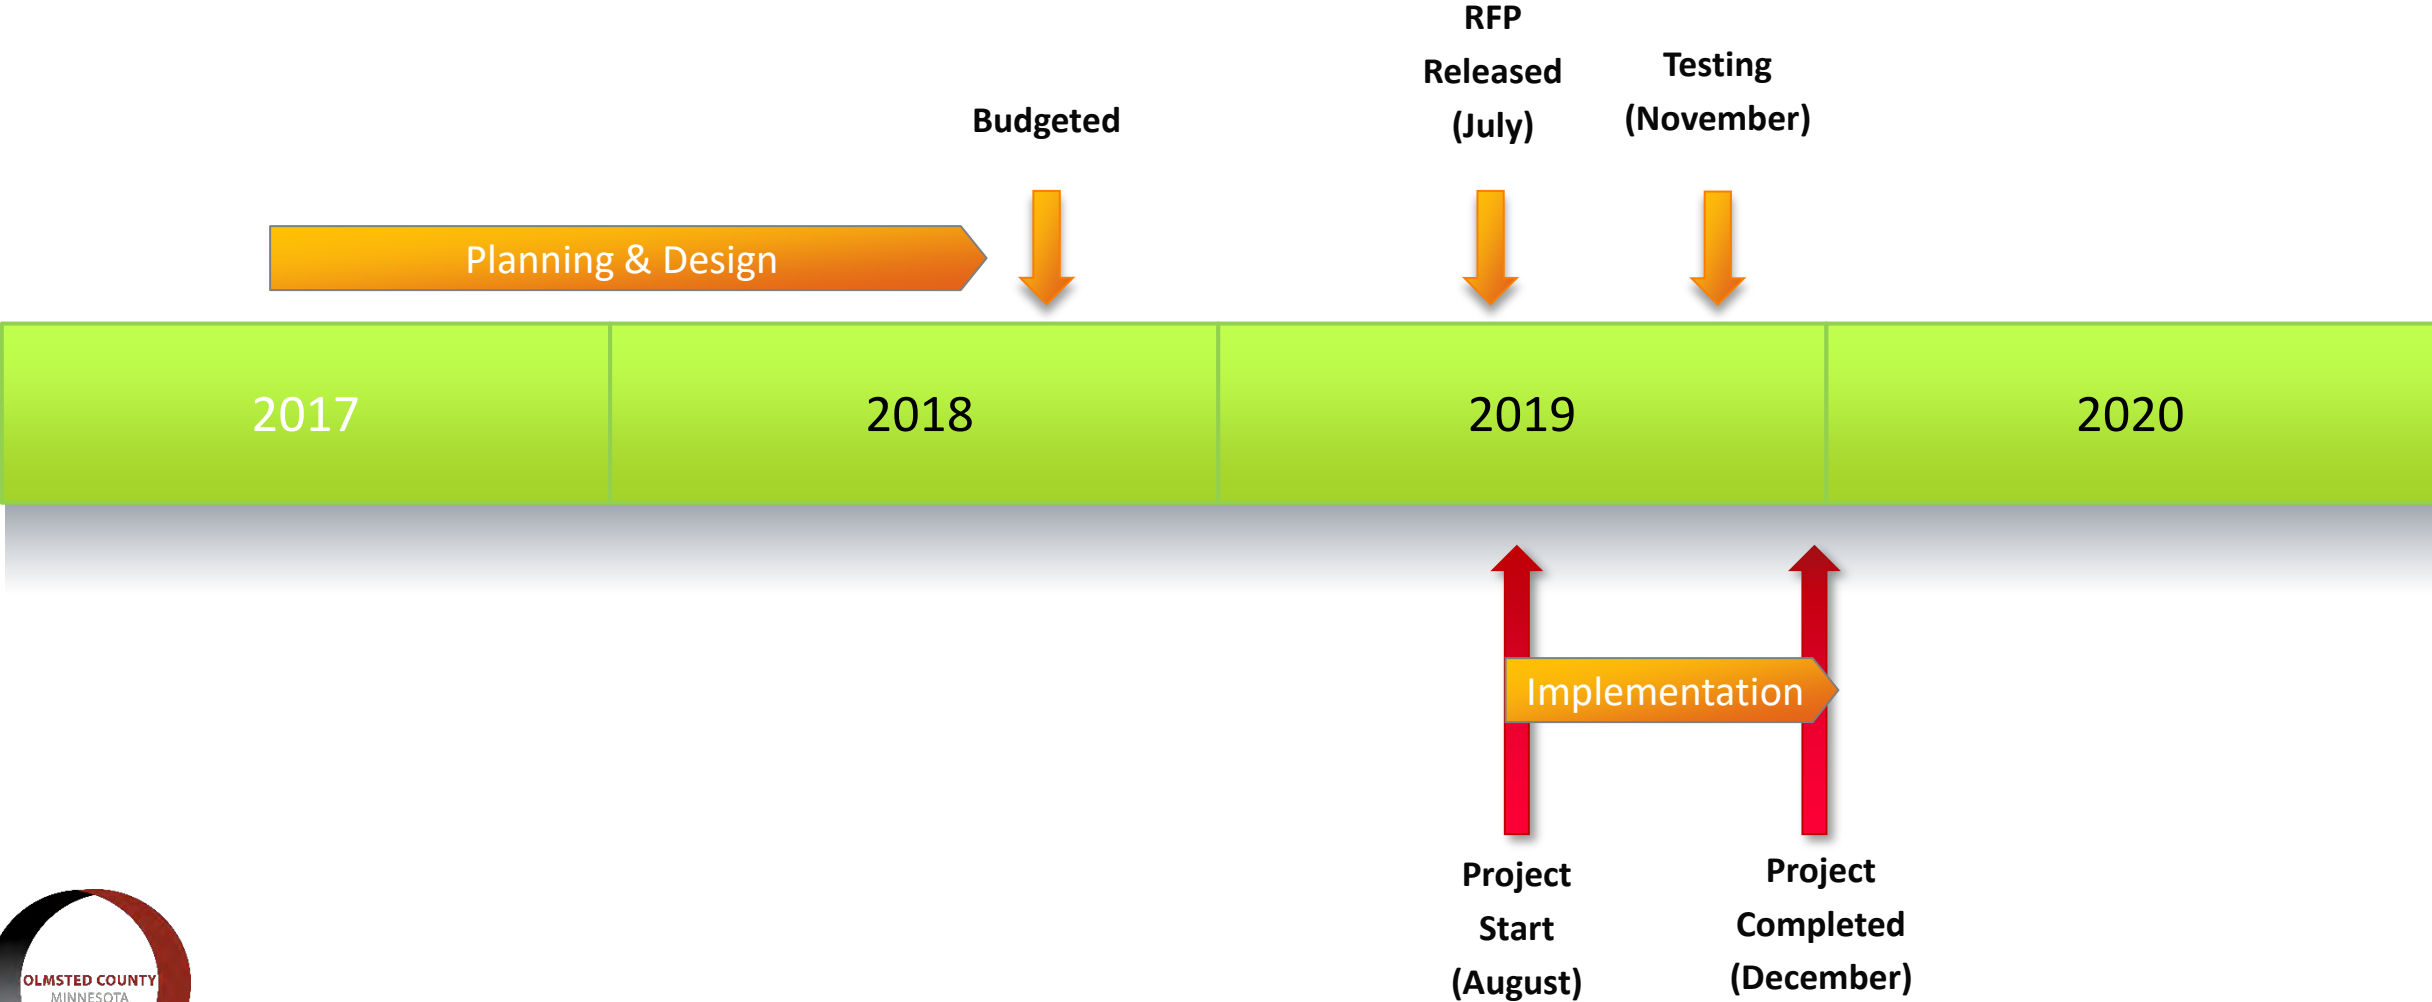 RFP
Released
(July)
Testing
(November)
Budgeted
Planning & Design
2017
2018
2019
2020
Implementation
Project
Start
(August)
Project
Completed
(December)
OLMSTED COUNTY
MINNESOTA